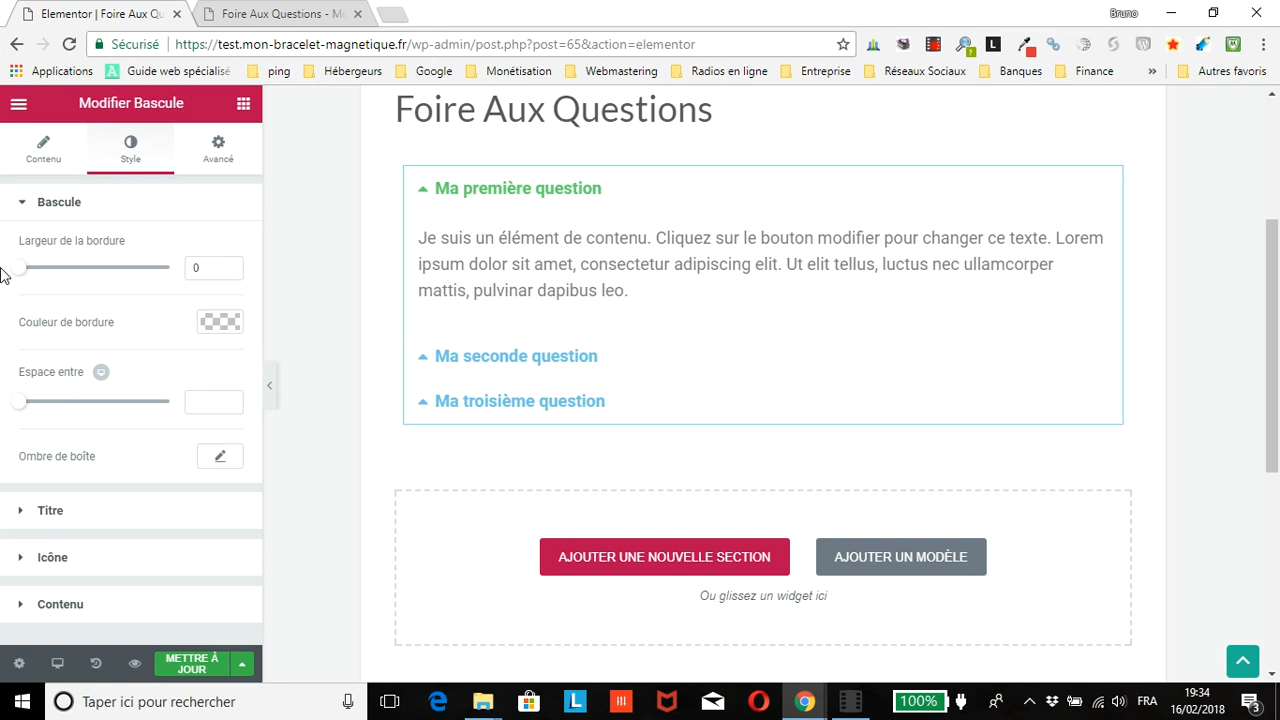 Elementor | Foire Aux Qu
Foire Aux Questions - M
Bruno
Sécurisé
https://test.mon-bracelet-magnetique.fr/wp-admin/post.php?post=65&action=elementor
Applications
Guide web spécialisé
ping
Hébergeurs
Google
Monétisation
Webmastering
Radios en ligne
Entreprise
Réseaux Sociaux
Banques
Finance
»
Autres favoris
Modifier Bascule
Contenu
Style
Avancé
Bascule
Largeur de la bordure
0
Couleur de bordure
Espace entre
Ombre de boîte
Titre
Icône
Contenu
METTRE À
JOUR
Foire Aux Questions
Ma première question
Je suis un élément de contenu. Cliquez sur le bouton modifier pour changer ce texte. Lorem
ipsum dolor sit amet, consectetur adipiscing elit. Ut elit tellus, luctus nec ullamcorper
mattis, pulvinar dapibus leo.
Ma seconde question
Ma troisième question
AJOUTER UNE NOUVELLE SECTION
AJOUTER UN MODÈLE
Ou glissez un widget ici
Taper ici pour rechercher
100%
FRA
19:34
16/02/2018
3